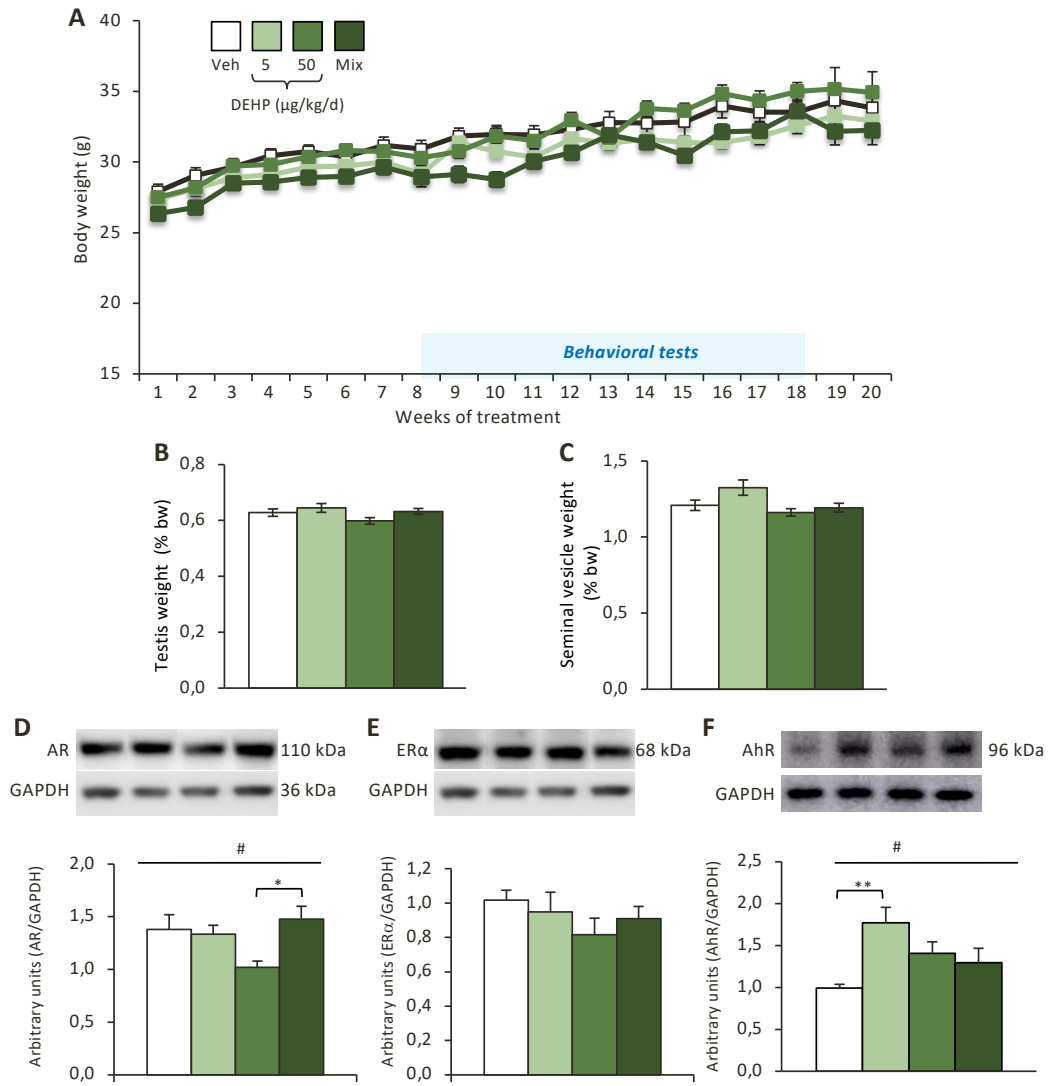 A
40
35
30
25
20
15
Body weight (g)
Veh 5 50 Mix
DEHP (µg/kg/d)
Behavioral tests
1 2 3 4 5 6 7 8 9 10 11 12 13 14 15 16 17 18 19 20
Weeks of treatment
B
0,8
0,6
0,4
0,2
0,0
Testis weight (% bw)
C
1,5
1,0
0,5
0,0
Seminal vesicle weight
(% bw)
D
AR 110 kDa
GAPDH 36 kDa
2,0
1,5
1,0
0,5
0,0
Arbitrary units (AR/GAPDH)
#
*
E
ERα 68 kDa
GAPDH
1,2
1,0
0,8
0,6
0,4
0,2
0,0
Arbitrary units (ERα/GAPDH)
F
AhR 96 kDa
GAPDH
2,5
2,0
1,5
1,0
0,5
0,0
Arbitrary units (AhR/GAPDH)
#
**